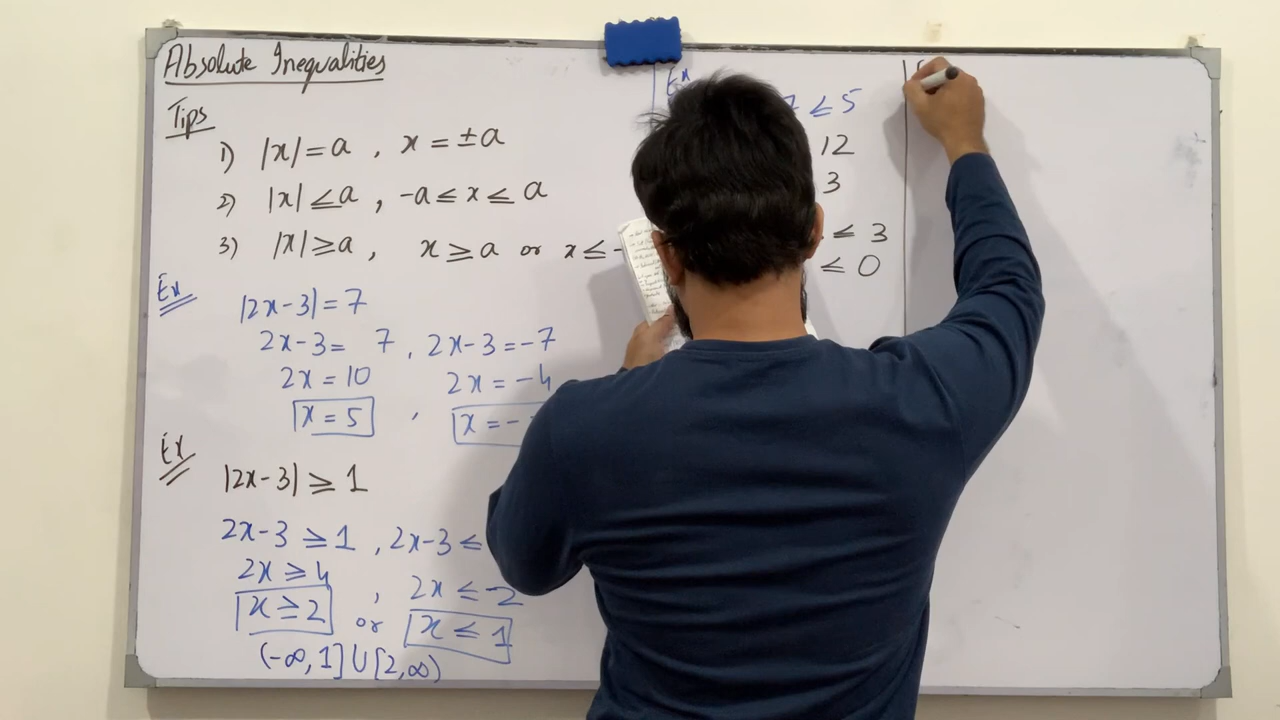 Absolute Inequalities
Tips
1) |x| = a , x = ±a
2) |x| ≤ a , -a ≤ x ≤ a
3) |x| ≥ a , x ≥ a or x ≤ -
Ex
|2x-3| = 7
2x-3 = 7 , 2x-3 = -7
2x = 10 2x = -4
x = 5 , x = -
Ex
|2x-3| ≥ 1
2x-3 ≥ 1 , 2x-3 ≤
2x ≥ 4 , 2x ≤ -2
x ≥ 2 or x ≤ 1
(-∞, 1] U [2, ∞)
Ex
≤ 5
12
3
≤ 3
≤ 0